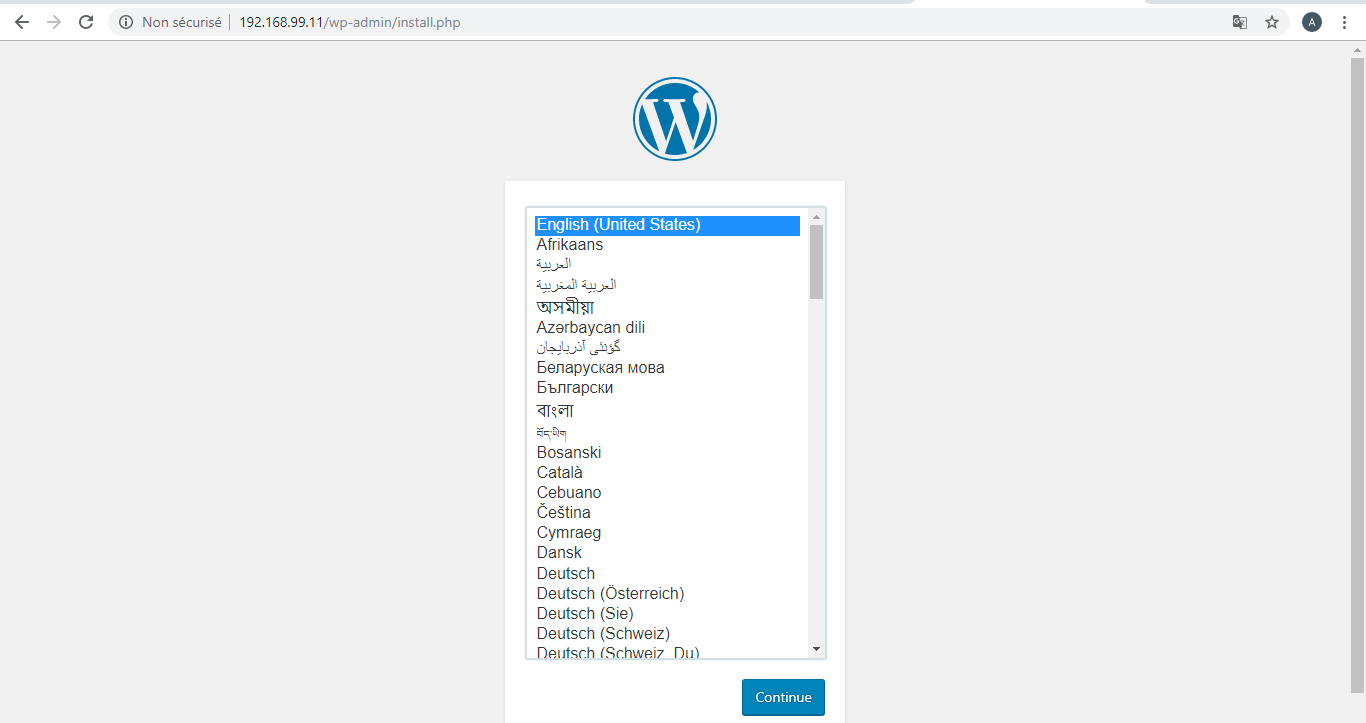 Non sécurisé
192.168.99.11/wp-admin/install.php
A
W
English (United States)
Afrikaans
العربية
العربية المغربية
অসমীয়া
Azərbaycan dili
گؤنئی آذربایجان
Беларуская мова
Български
বাংলা
བོད་ཡིག
Bosanski
Català
Cebuano
Čeština
Cymraeg
Dansk
Deutsch
Deutsch (Österreich)
Deutsch (Sie)
Deutsch (Schweiz)
Deutsch (Schweiz, Du)
Continue